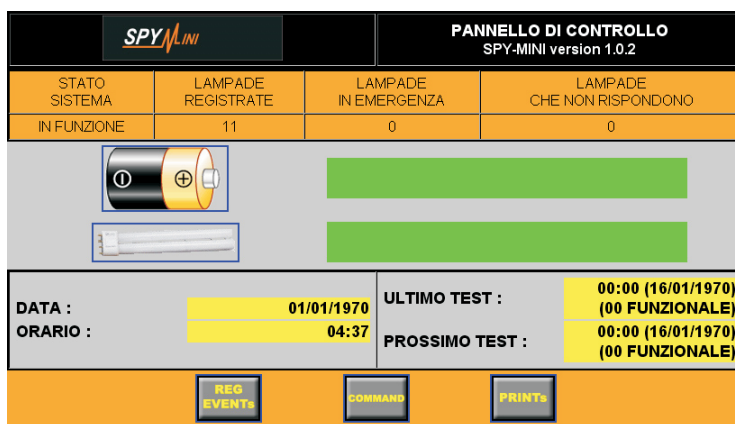 SPY MINI
PANNELLO DI CONTROLLO
SPY-MINI version 1.0.2
STATO SISTEMA
LAMPADE REGISTRATE
LAMPADE IN EMERGENZA
LAMPADE CHE NON RISPONDONO
IN FUNZIONE
11
0
0
DATA :
01/01/1970
ORARIO :
04:37
ULTIMO TEST :
00:00 (16/01/1970)
(00 FUNZIONALE)
PROSSIMO TEST :
00:00 (16/01/1970)
(00 FUNZIONALE)
REG
EVENTs
COMMAND
PRINTs